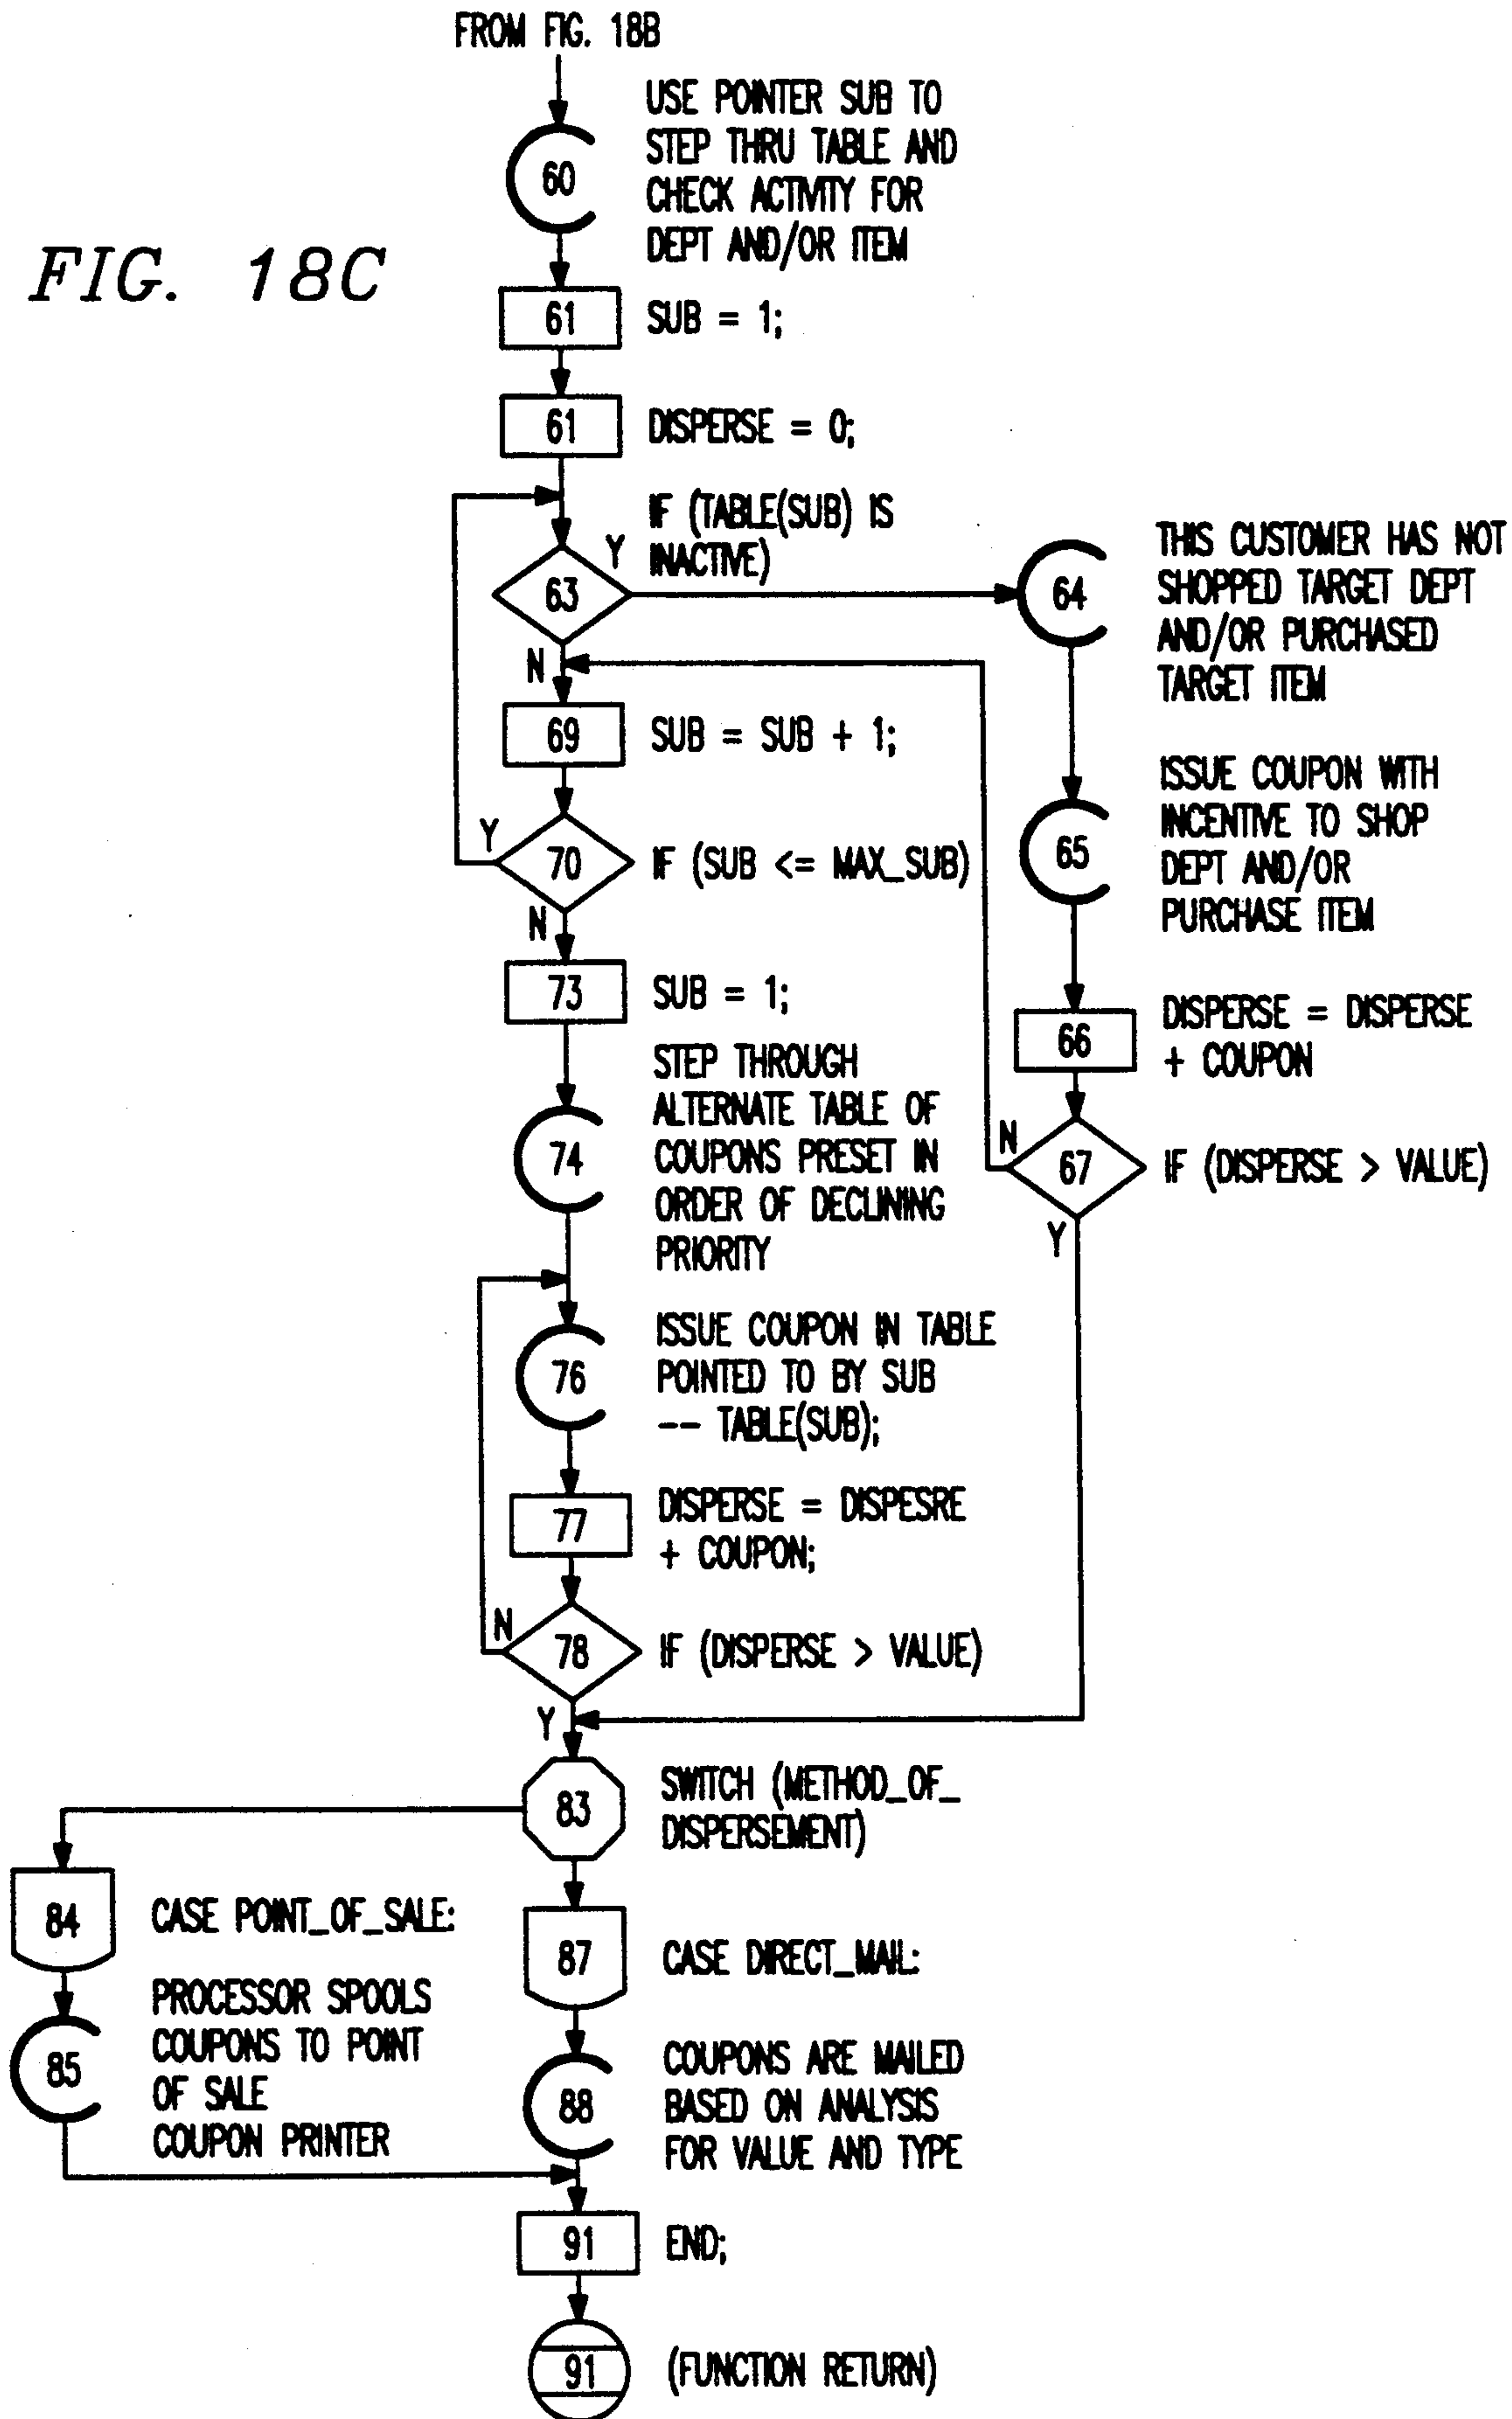 FROM FIG. 18B
60
USE POINTER SUB TO
STEP THRU TABLE AND
CHECK ACTIVITY FOR
DEPT AND/OR ITEM
FIG. 18C
61
SUB = 1;
61
DISPERSE = 0;
IF (TABLE(SUB) IS
INACTIVE)
Y
63
N
64
THIS CUSTOMER HAS NOT
SHOPPED TARGET DEPT
AND/OR PURCHASED
TARGET ITEM
69
SUB = SUB + 1;
65
ISSUE COUPON WITH
INCENTIVE TO SHOP
DEPT AND/OR
PURCHASE ITEM
Y
70
IF (SUB <= MAX_SUB)
N
73
SUB = 1;
66
DISPERSE = DISPERSE
+ COUPON
74
STEP THROUGH
ALTERNATE TABLE OF
COUPONS PRESET IN
ORDER OF DECLINING
PRIORITY
N
67
IF (DISPERSE > VALUE)
Y
76
ISSUE COUPON IN TABLE
POINTED TO BY SUB
-- TABLE(SUB);
77
DISPERSE = DISPESRE
+ COUPON;
N
78
IF (DISPERSE > VALUE)
Y
83
SWITCH (METHOD_OF_
DISPERSEMENT)
84
CASE POINT_OF_SALE:
87
CASE DIRECT_MAIL:
85
PROCESSOR SPOOLS
COUPONS TO POINT
OF SALE
COUPON PRINTER
88
COUPONS ARE MAILED
BASED ON ANALYSIS
FOR VALUE AND TYPE
91
END;
91
(FUNCTION RETURN)